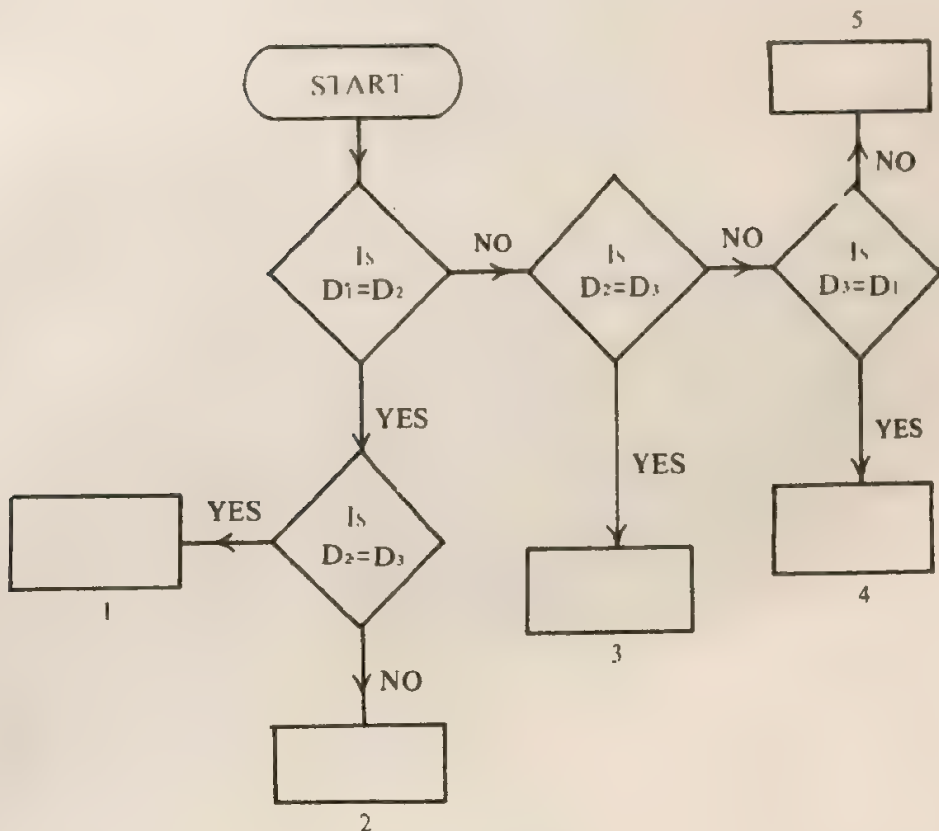 5
START
NO
Is
D1=D2
NO
Is
D2=D3
NO
Is
D3=D1
YES
YES
YES
YES
Is
D2=D3
1
NO
3
4
2